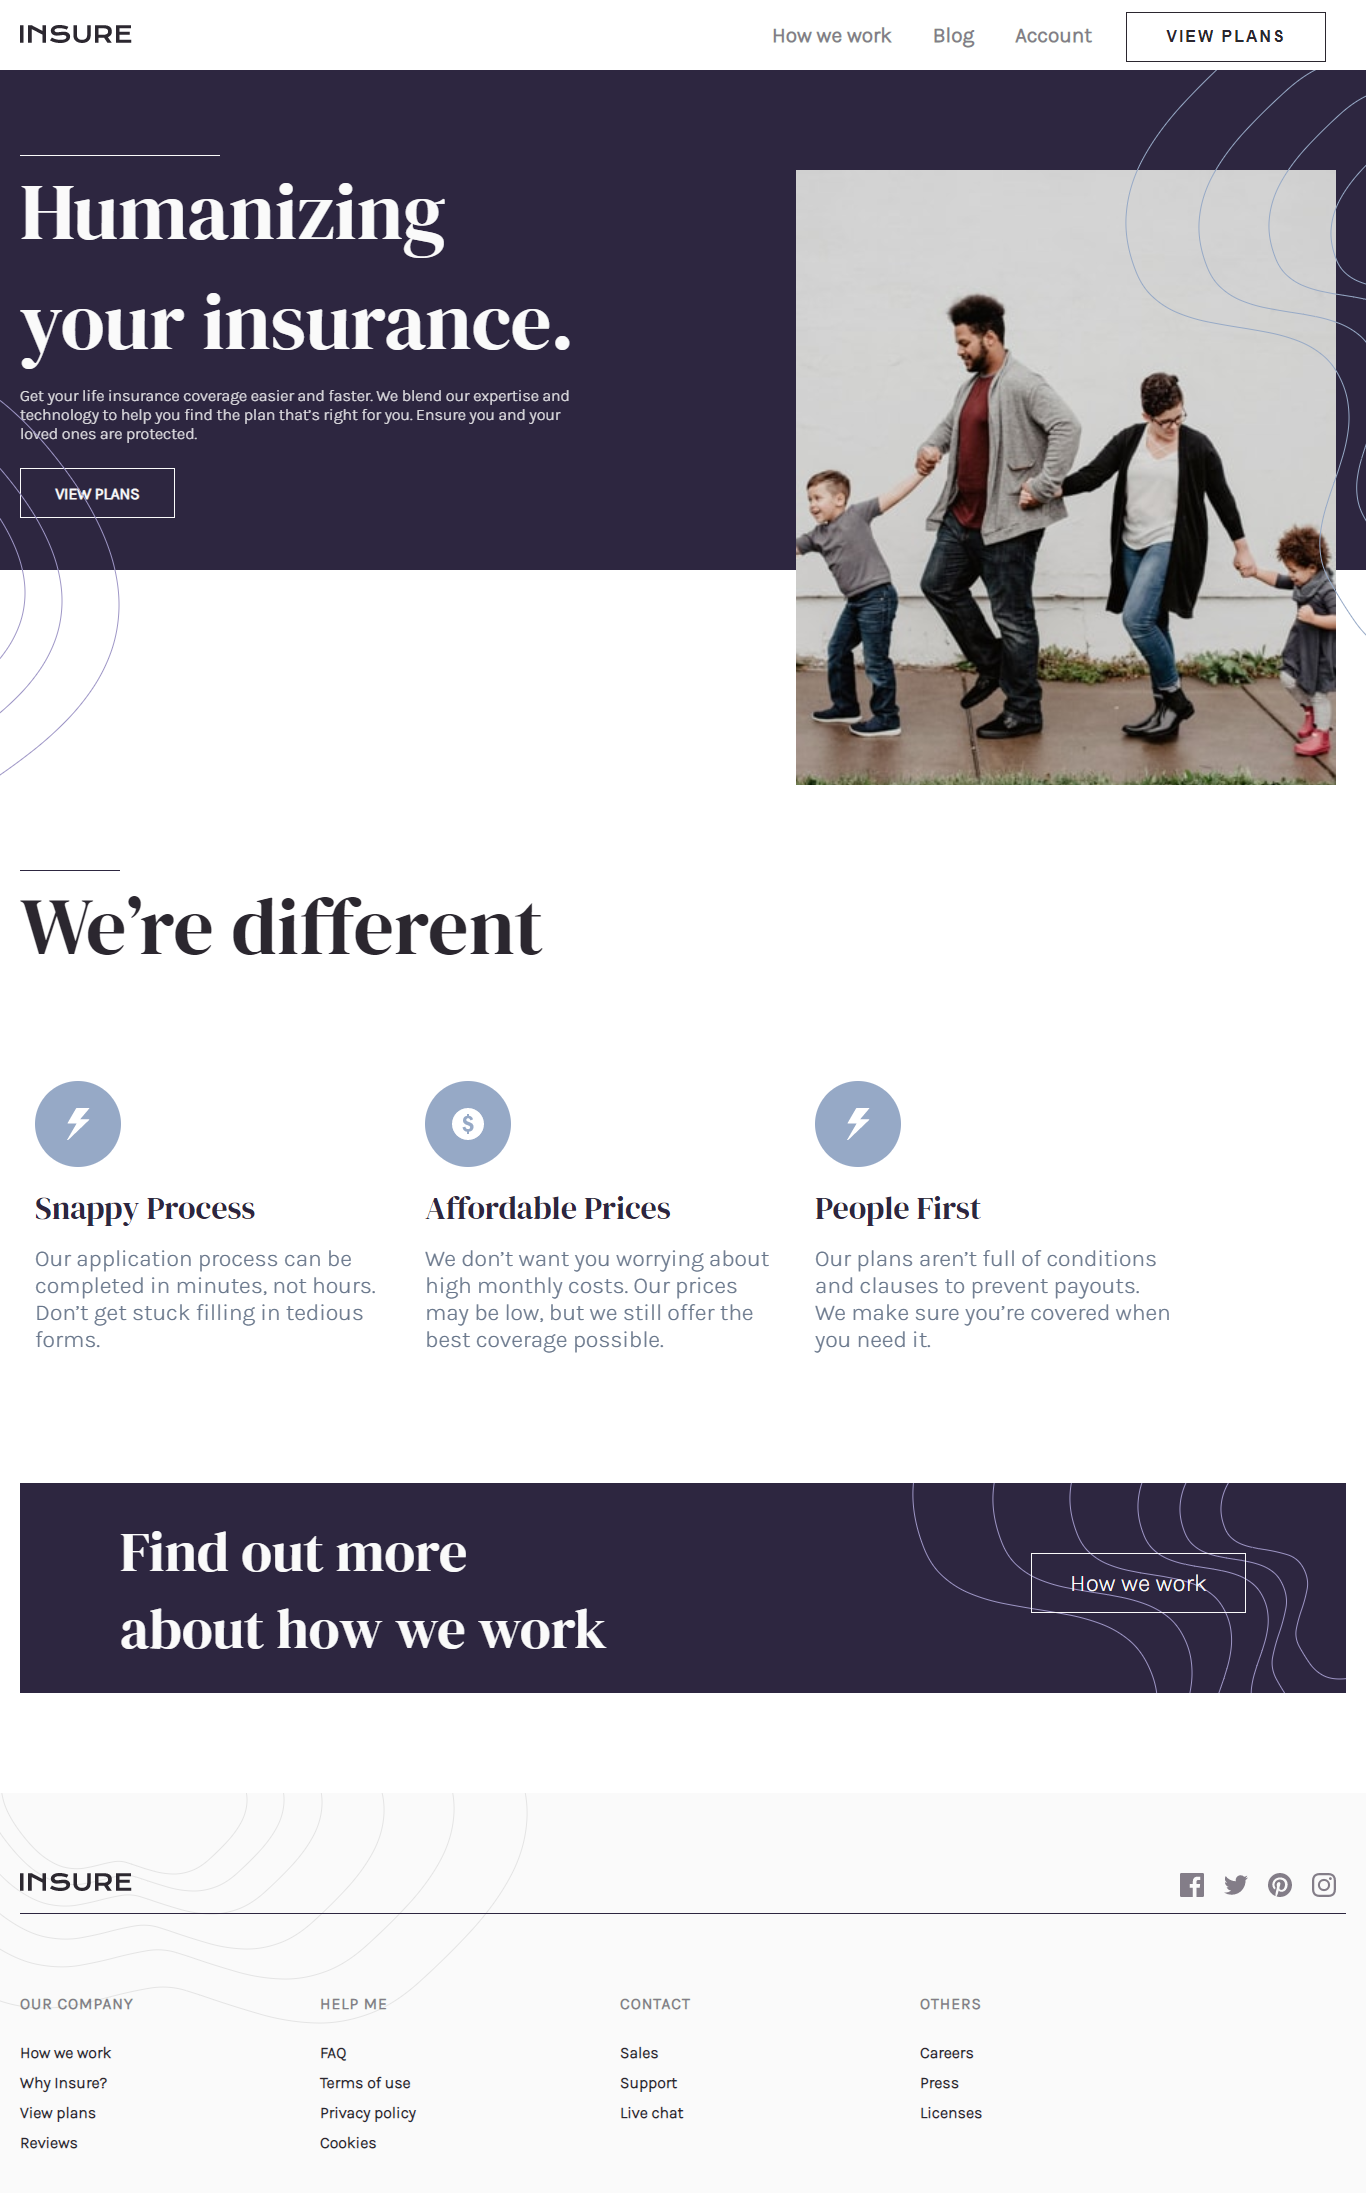 INSURE
How we work
Blog
Account
VIEW PLANS
Humanizing
your insurance.
Get your life insurance coverage easier and faster. We blend our expertise and
technology to help you find the plan that’s right for you. Ensure you and your
loved ones are protected.
VIEW PLANS
We’re different
Snappy Process
Our application process can be
completed in minutes, not hours.
Don’t get stuck filling in tedious
forms.
Affordable Prices
We don’t want you worrying about
high monthly costs. Our prices
may be low, but we still offer the
best coverage possible.
People First
Our plans aren’t full of conditions
and clauses to prevent payouts.
We make sure you’re covered when
you need it.
Find out more
about how we work
How we work
INSURE
OUR COMPANY
How we work
Why Insure?
View plans
Reviews
HELP ME
FAQ
Terms of use
Privacy policy
Cookies
CONTACT
Sales
Support
Live chat
OTHERS
Careers
Press
Licenses